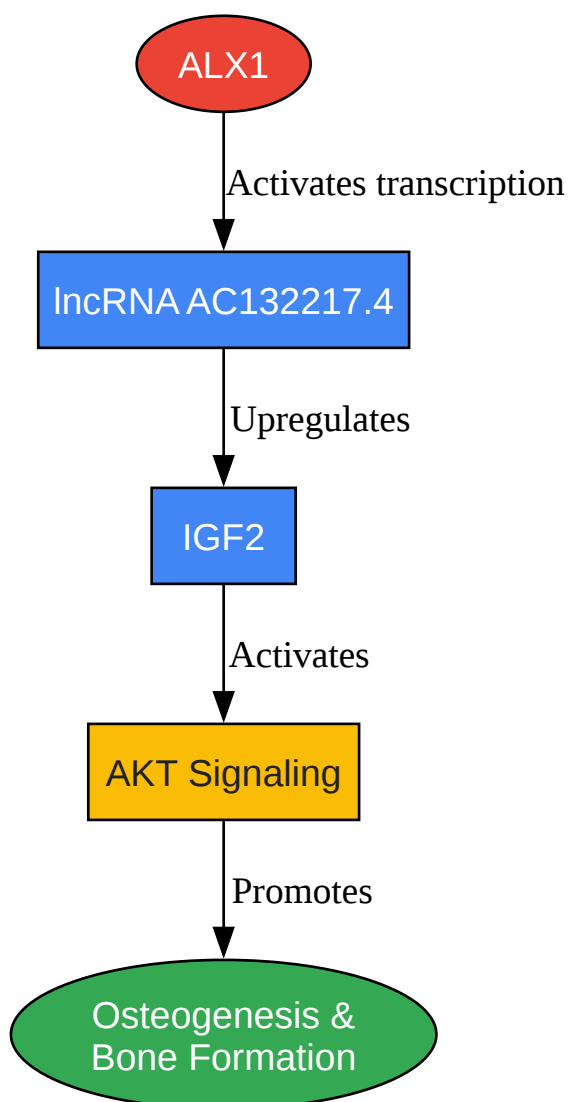 ALX1
Activates transcription
lncRNA AC132217.4
Upregulates
IGF2
Activates
AKT Signaling
Promotes
Osteogenesis &
Bone Formation